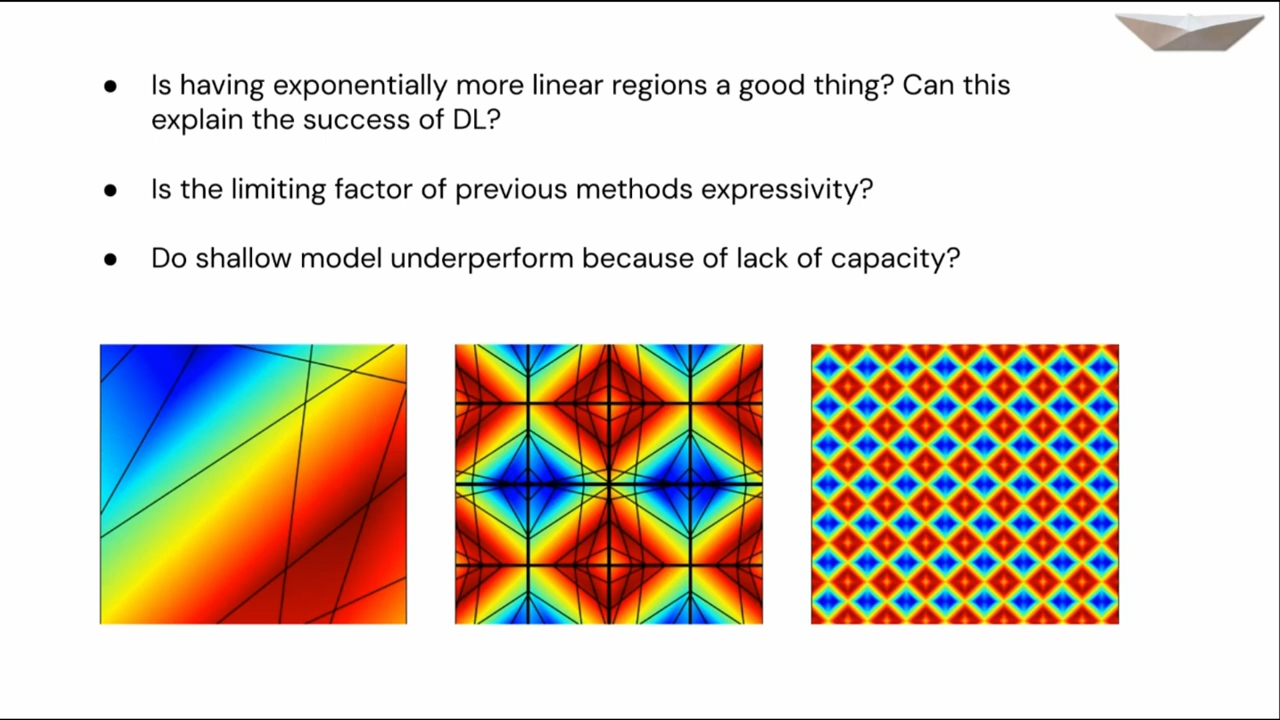 ● Is having exponentially more linear regions a good thing? Can this
explain the success of DL?
● Is the limiting factor of previous methods expressivity?
● Do shallow model underperform because of lack of capacity?